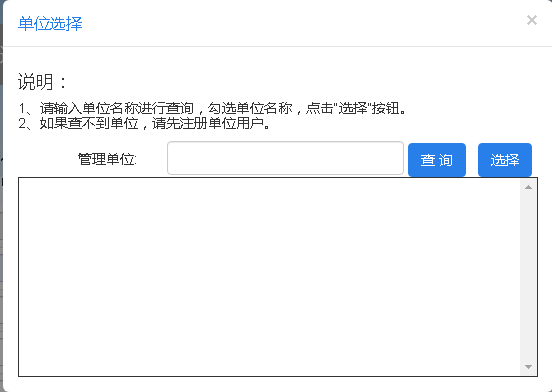 单位选择
×
说明：
1、请输入单位名称进行查询，勾选单位名称，点击"选择"按钮。
2、如果查不到单位，请先注册单位用户。
管理单位: 查 询 选择